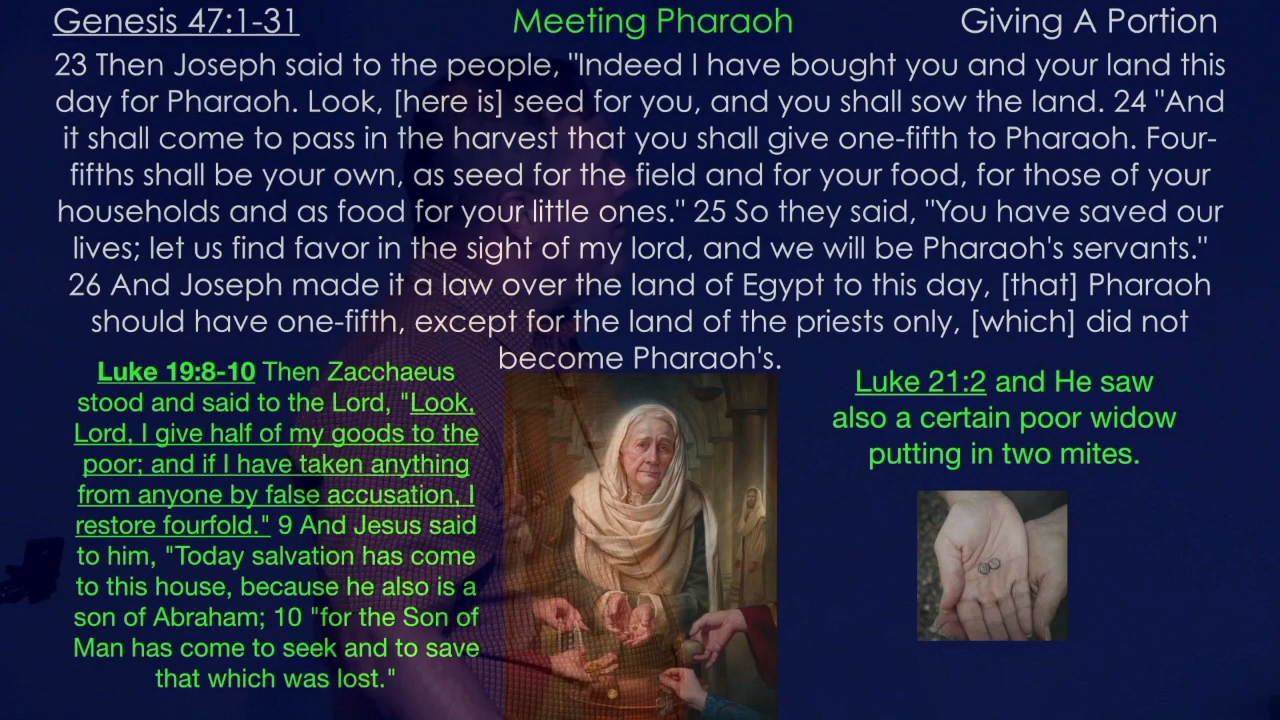 Genesis 47:1-31 Meeting Pharaoh Giving A Portion
23 Then Joseph said to the people, "Indeed I have bought you and your land this
day for Pharaoh. Look, [here is] seed for you, and you shall sow the land. 24 "And
it shall come to pass in the harvest that you shall give one-fifth to Pharaoh. Four-
fifths shall be your own, as seed for the field and for your food, for those of your
households and as food for your little ones." 25 So they said, "You have saved our
lives; let us find favor in the sight of my lord, and we will be Pharaoh's servants."
26 And Joseph made it a law over the land of Egypt to this day, [that] Pharaoh
should have one-fifth, except for the land of the priests only, [which] did not
become Pharaoh's.
Luke 19:8-10 Then Zacchaeus
stood and said to the Lord, "Look,
Lord, I give half of my goods to the
poor; and if I have taken anything
from anyone by false accusation, I
restore fourfold." 9 And Jesus said
to him, "Today salvation has come
to this house, because he also is a
son of Abraham; 10 "for the Son of
Man has come to seek and to save
that which was lost."
Luke 21:2 and He saw
also a certain poor widow
putting in two mites.